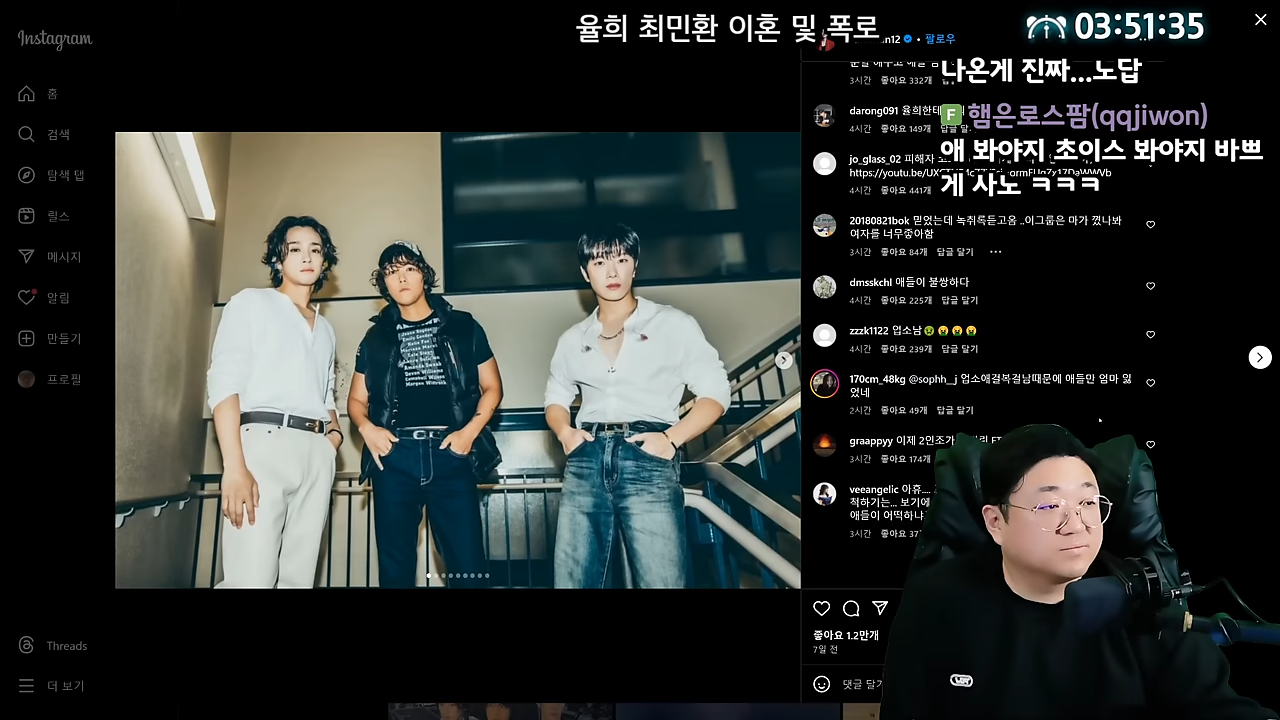 Instagram
율희 최민환 이혼 및 폭로
03:51:35
홈
검색
탐색 탭
릴스
메시지
알림
만들기
프로필
Threads
더 보기
n12 • 팔로우
3시간 좋아요 332개
나온게 진짜...노답
darong091 율희한테
4시간 좋아요 149개 답글 달
F 햄은로스팜(qqjiwon)
애 봐야지 초이스 봐야지 바쁘
게 사노 ㅋㅋㅋ
jo_glass_02 피해자
4시간 좋아요 441개
20180821bok 믿었는데 녹취록듣고옴 ..이그룹은 마가 꼈나봐
여자를 너무좋아함
3시간 좋아요 84개 답글 달기 ...
dmsskchl 애들이 불쌍하다
4시간 좋아요 225개 답글 달기
zzzk1122 업소남🤢😭😭😭
4시간 좋아요 239개 답글 달기
170cm_48kg @sophh__j 업소애걸복걸남때문에 애들만 엄마 잃
었네
2시간 좋아요 49개 답글 달기
graappyy 이제 2인조가
3시간 좋아요 174개
veeangelic 아휴....
적하기는... 보기에
애들이 어떡하냐
3시간 좋아요
좋아요 1.2만개
7일 전
댓글 달기